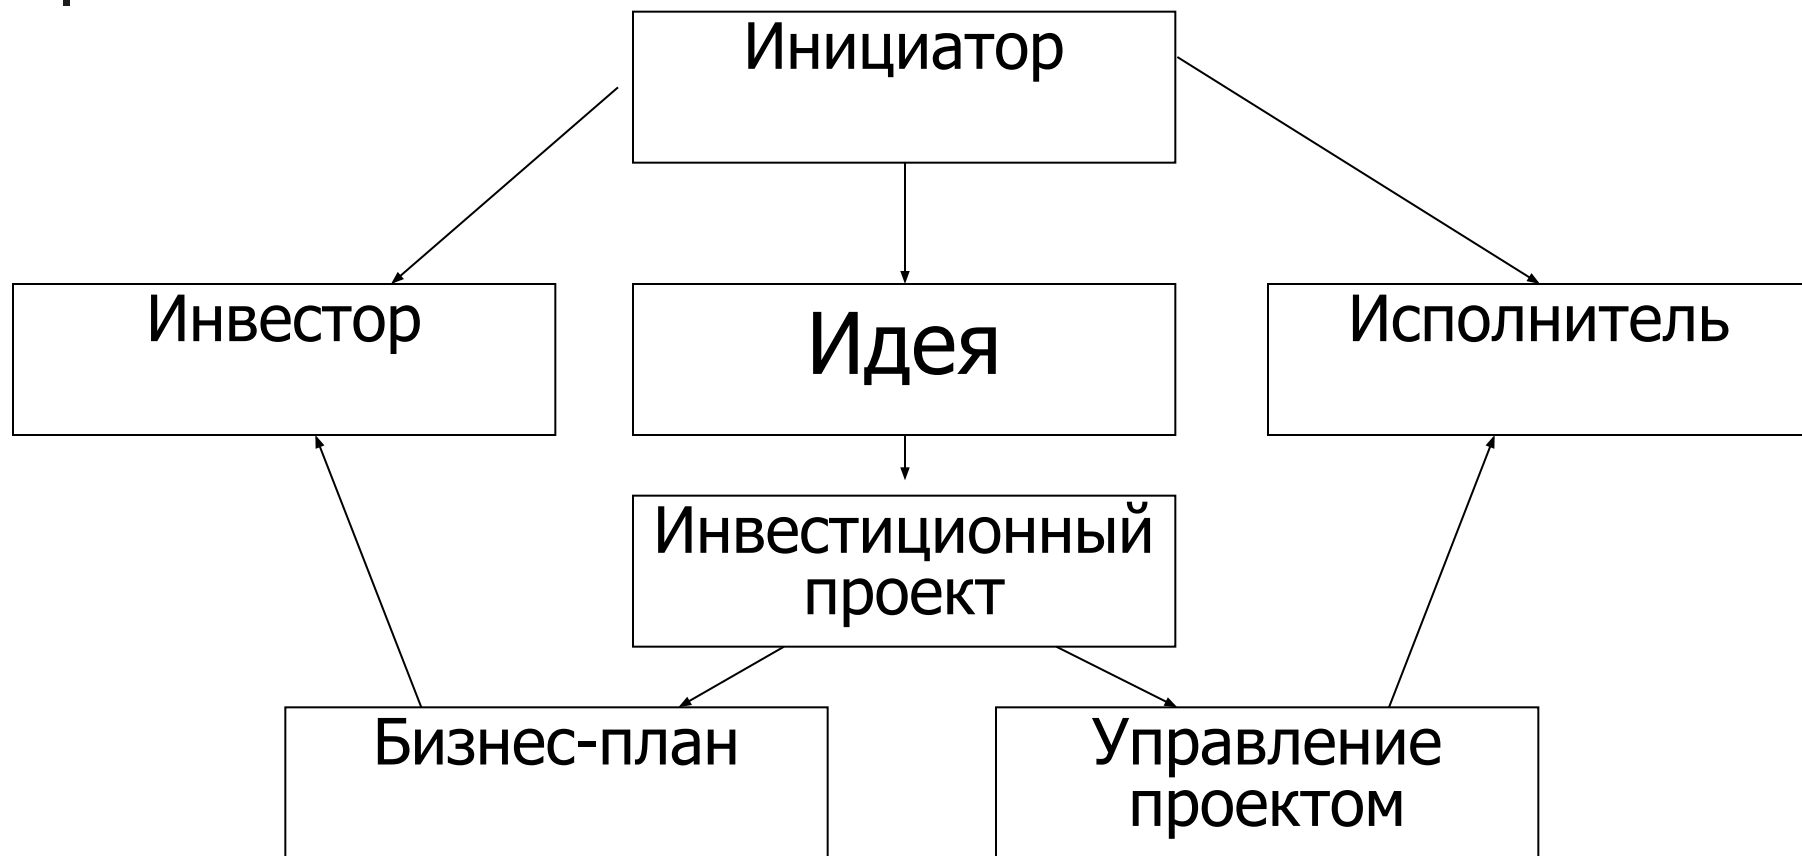 Инициатор
Инвестор
Идея
Исполнитель
Инвестиционный
проект
Бизнес-план
Управление
проектом